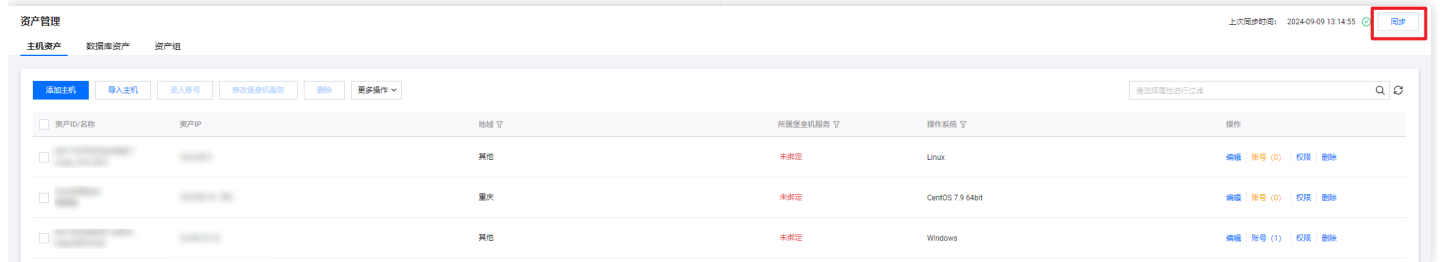 资产管理
上次同步时间： 2024-09-09 13:14:55 同步
主机资产 数据库资产 资产组
添加主机 导入主机 录入账号 修改堡垒机服务 删除 更多操作 请选择属性进行过滤
资产ID/名称 资产IP 地域 所属堡垒机服务 操作系统 操作
其他 未绑定 Linux 编辑 账号 (0) 权限 删除
重庆 未绑定 CentOS 7.9 64bit 编辑 账号 (0) 权限 删除
其他 未绑定 Windows 编辑 账号 (1) 权限 删除